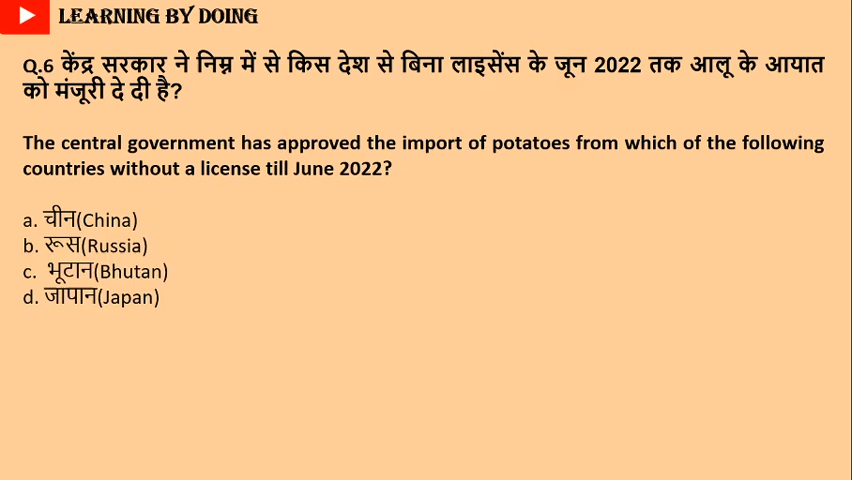 LEARNING BY DOING
Q.6 केंद्र सरकार ने निम्न में से किस देश से बिना लाइसेंस के जून 2022 तक आलू के आयात
को मंजूरी दे दी है?
The central government has approved the import of potatoes from which of the following
countries without a license till June 2022?
a. चीन(China)
b. रूस(Russia)
c. भूटान(Bhutan)
d. जापान(Japan)